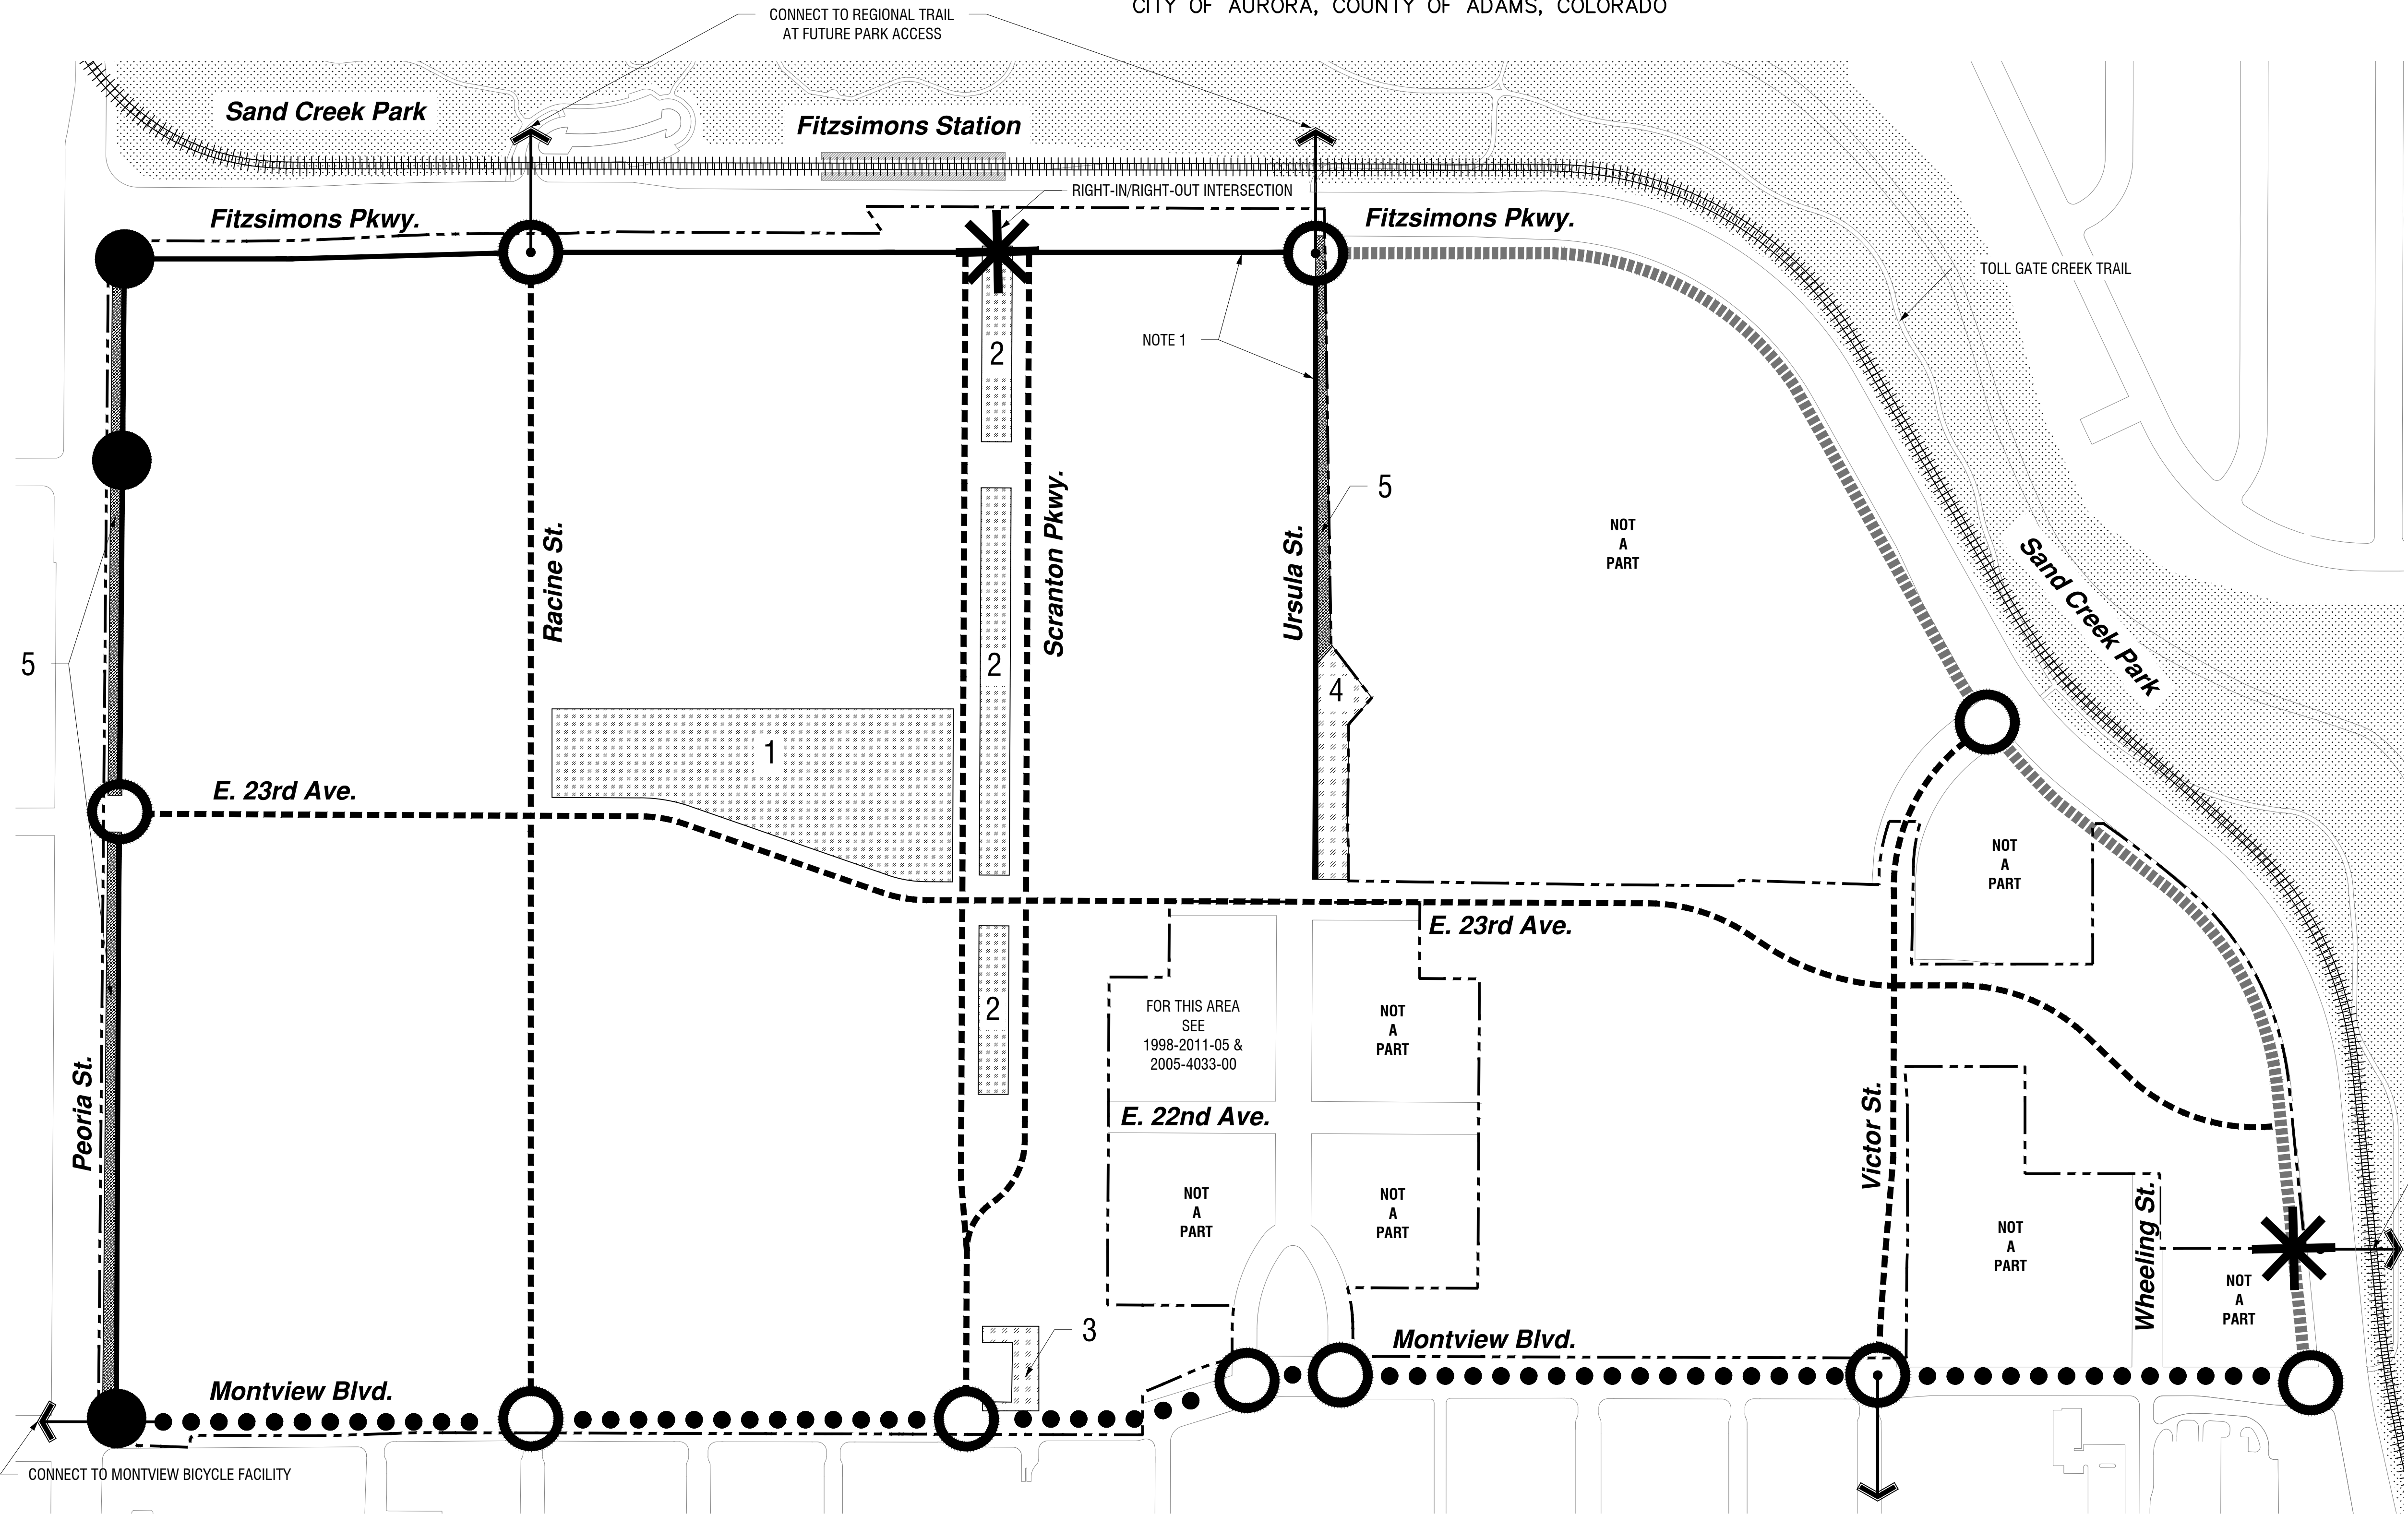 CITY OF AURORA, COUNTY OF ADAMS, COLORADO
CONNECT TO REGIONAL TRAIL
AT FUTURE PARK ACCESS
Sand Creek Park
Fitzsimons Station
RIGHT-IN/RIGHT-OUT INTERSECTION
Fitzsimons Pkwy.
Fitzsimons Pkwy.
TOLL GATE CREEK TRAIL
NOTE 1
2
5
NOT
A
PART
Racine St.
Scranton Pkwy.
Ursula St.
Sand Creek Park
5
2
4
1
E. 23rd Ave.
NOT
A
PART
E. 23rd Ave.
2
FOR THIS AREA
SEE
1998-2011-05 &
2005-4033-00
NOT
A
PART
Peoria St.
E. 22nd Ave.
Victor St.
NOT
A
PART
NOT
A
PART
NOT
A
PART
Wheeling St.
NOT
A
PART
3
Montview Blvd.
Montview Blvd.
CONNECT TO MONTVIEW BICYCLE FACILITY